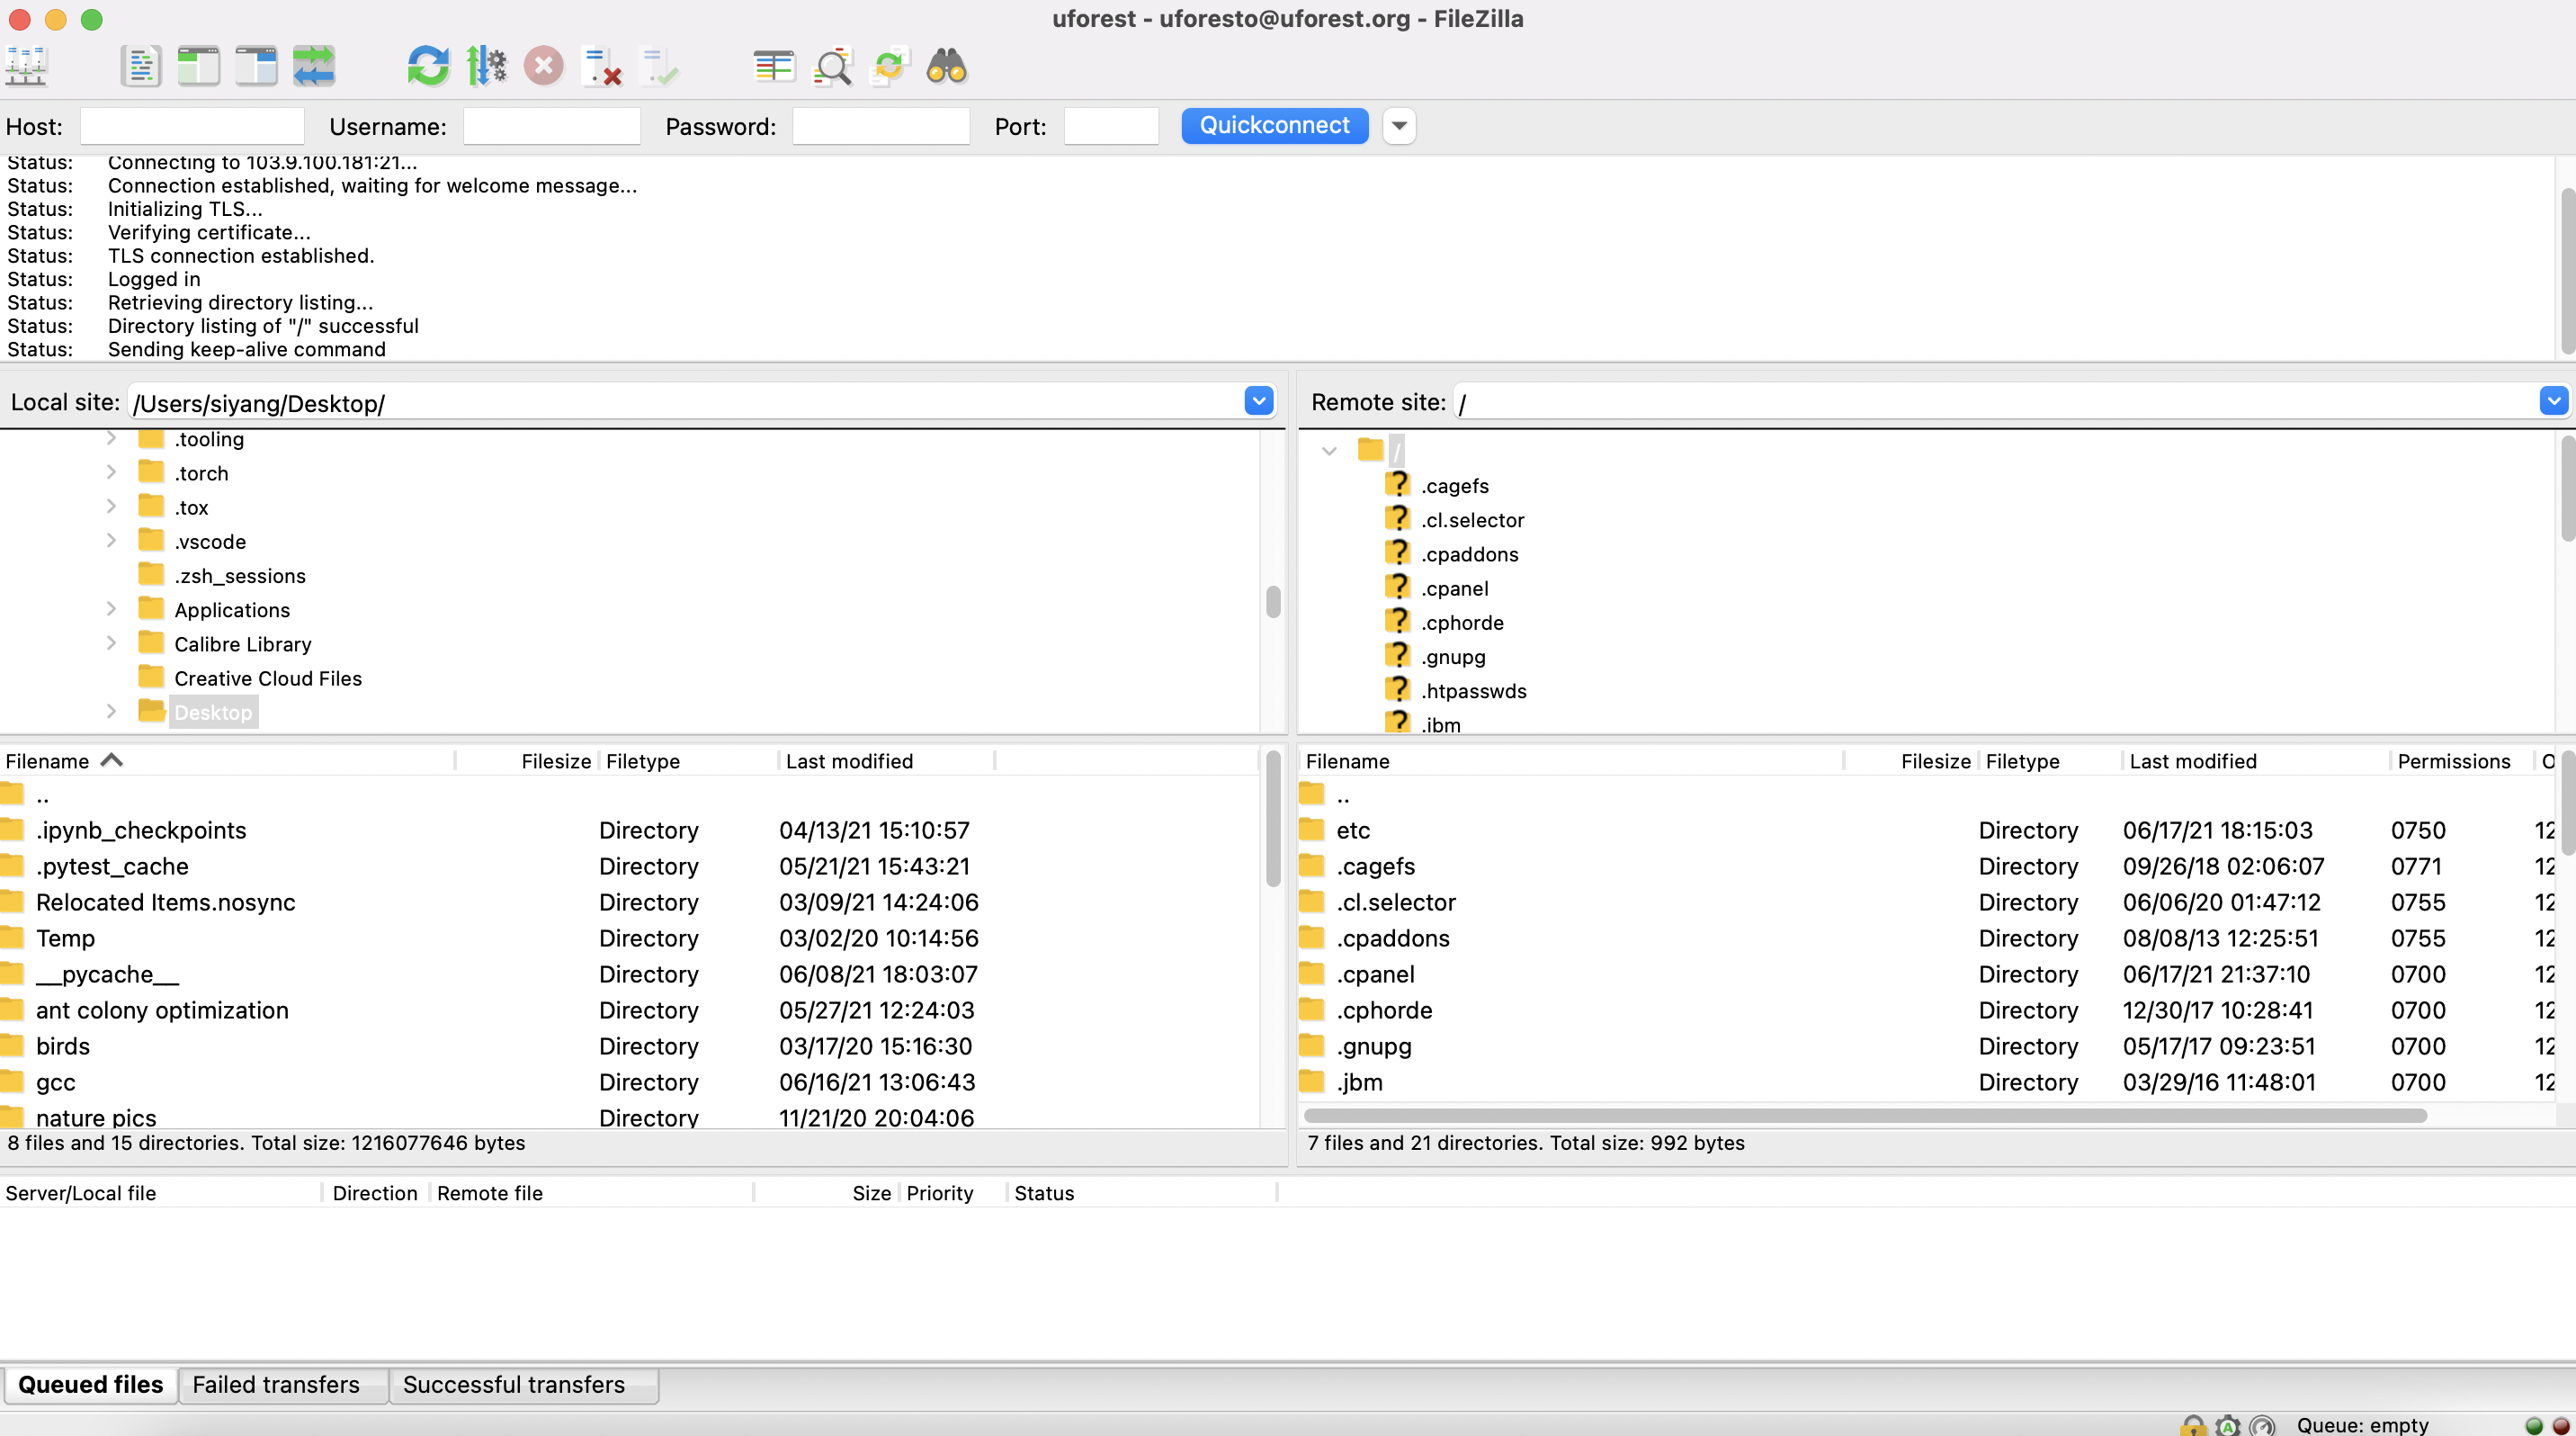 uforest - uforesto@uforest.org - FileZilla
Host: Username: Password: Port: Quickconnect
Status: Connecting to 103.9.100.181:21...
Status: Connection established, waiting for welcome message...
Status: Initializing TLS...
Status: Verifying certificate...
Status: TLS connection established.
Status: Logged in
Status: Retrieving directory listing...
Status: Directory listing of "/" successful
Status: Sending keep-alive command
Local site: /Users/siyang/Desktop/
.tooling
.torch
.tox
.vscode
.zsh_sessions
Applications
Calibre Library
Creative Cloud Files
Desktop
Filename Filesize Filetype Last modified
..
.ipynb_checkpoints Directory 04/13/21 15:10:57
.pytest_cache Directory 05/21/21 15:43:21
Relocated Items.nosync Directory 03/09/21 14:24:06
Temp Directory 03/02/20 10:14:56
__pycache__ Directory 06/08/21 18:03:07
ant colony optimization Directory 05/27/21 12:24:03
birds Directory 03/17/20 15:16:30
gcc Directory 06/16/21 13:06:43
nature pics Directory 11/21/20 20:04:06
8 files and 15 directories. Total size: 1216077646 bytes
Remote site: /
/
.cagefs
.cl.selector
.cpaddons
.cpanel
.cphorde
.gnupg
.htpasswds
.jbm
Filename Filesize Filetype Last modified Permissions O
..
etc Directory 06/17/21 18:15:03 0750 12
.cagefs Directory 09/26/18 02:06:07 0771 12
.cl.selector Directory 06/06/20 01:47:12 0755 12
.cpaddons Directory 08/08/13 12:25:51 0755 12
.cpanel Directory 06/17/21 21:37:10 0700 12
.cphorde Directory 12/30/17 10:28:41 0700 12
.gnupg Directory 05/17/17 09:23:51 0700 12
.jbm Directory 03/29/16 11:48:01 0700 12
7 files and 21 directories. Total size: 992 bytes
Server/Local file Direction Remote file Size Priority Status
Queued files Failed transfers Successful transfers
Queue: empty